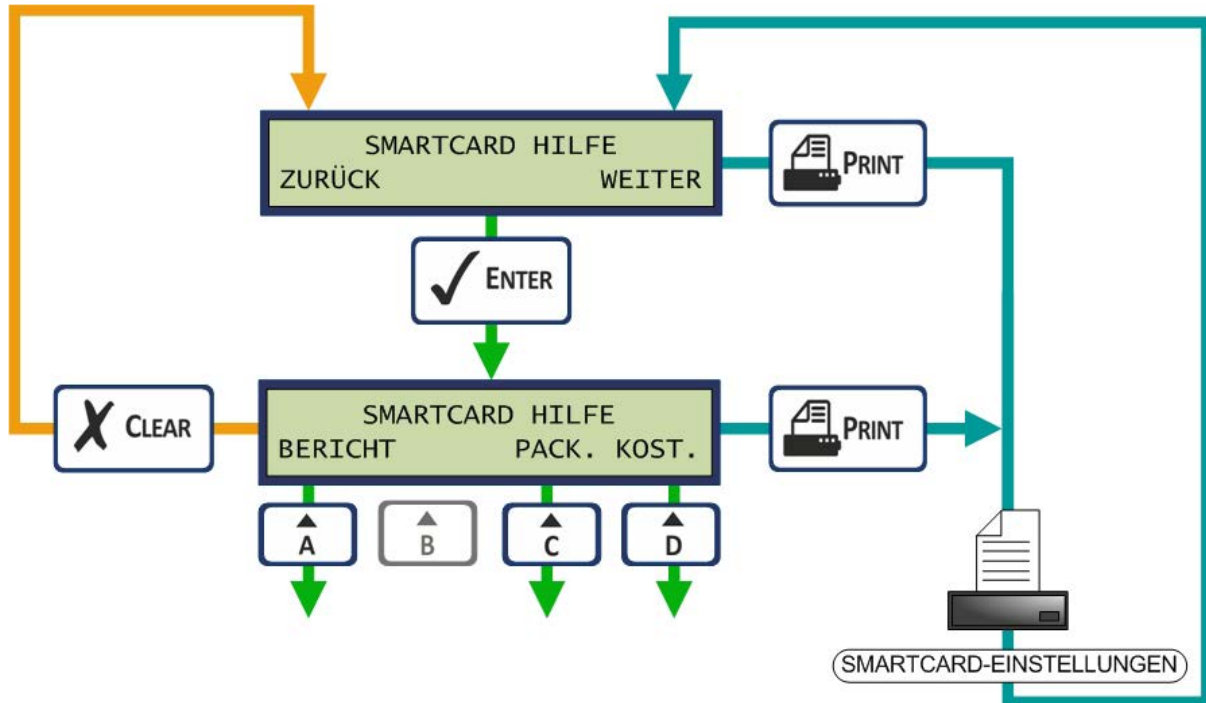 SMARTCARD HILFE
ZURÜCK WEITER
PRINT
ENTER
CLEAR
SMARTCARD HILFE
BERICHT PACK. KOST.
PRINT
A B C D
SMARTCARD-EINSTELLUNGEN